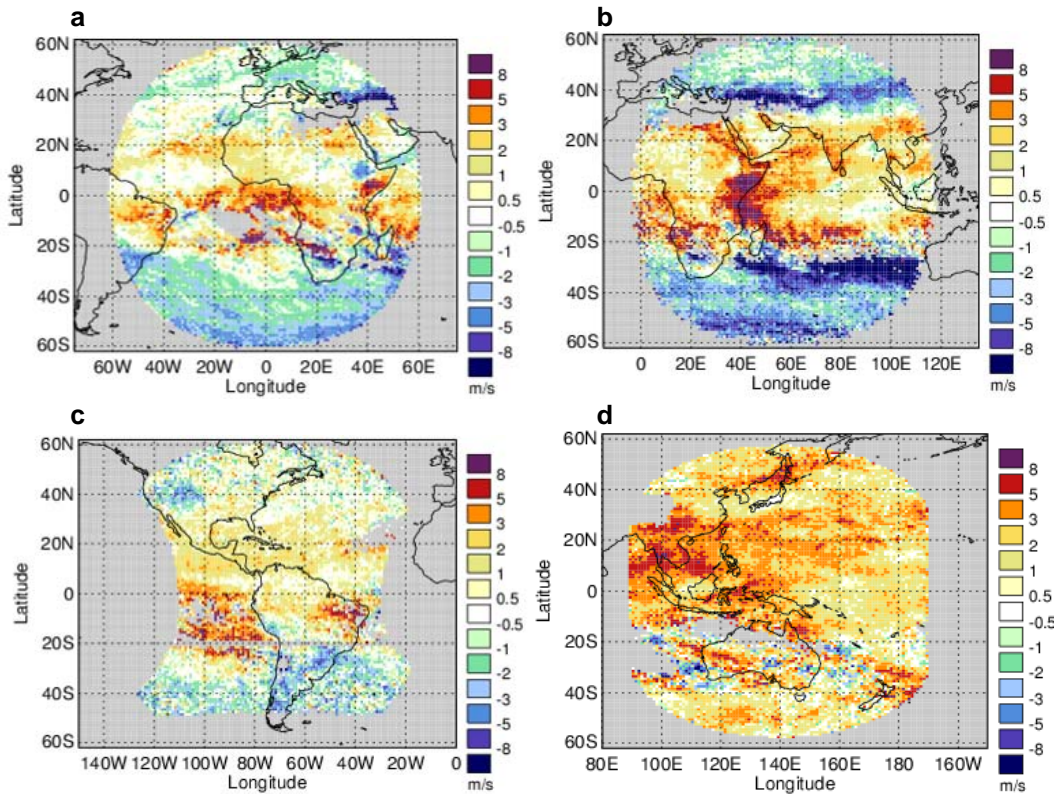 a
60N
40N
20N
0
20S
40S
60S
Latitude
60W 40W 20W 0 20E 40E 60E
Longitude
8
5
3
2
1
0.5
-0.5
-1
-2
-3
-5
-8
m/s
b
60N
40N
20N
0
20S
40S
60S
Latitude
0 20E 40E 60E 80E 100E 120E
Longitude
8
5
3
2
1
0.5
-0.5
-1
-2
-3
-5
-8
m/s
c
60N
40N
20N
0
20S
40S
60S
Latitude
140W 120W 100W 80W 60W 40W 20W 0
Longitude
8
5
3
2
1
0.5
-0.5
-1
-2
-3
-5
-8
m/s
d
60N
40N
20N
0
20S
40S
60S
Latitude
80E 100E 120E 140E 160E 180 160W
Longitude
8
5
3
2
1
0.5
-0.5
-1
-2
-3
-5
-8
m/s